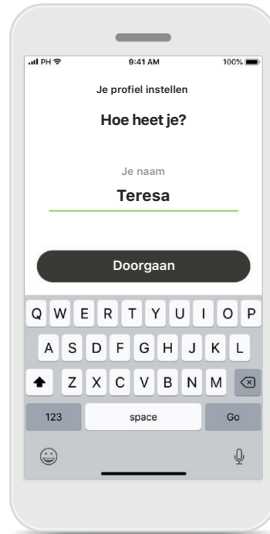 PH 9:41 AM 100%
Je profiel instellen
Hoe heet je?
Je naam
Teresa
Doorgaan
Q W E R T Y U I O P
A S D F G H J K L
Z X C V B N M
123 space Go